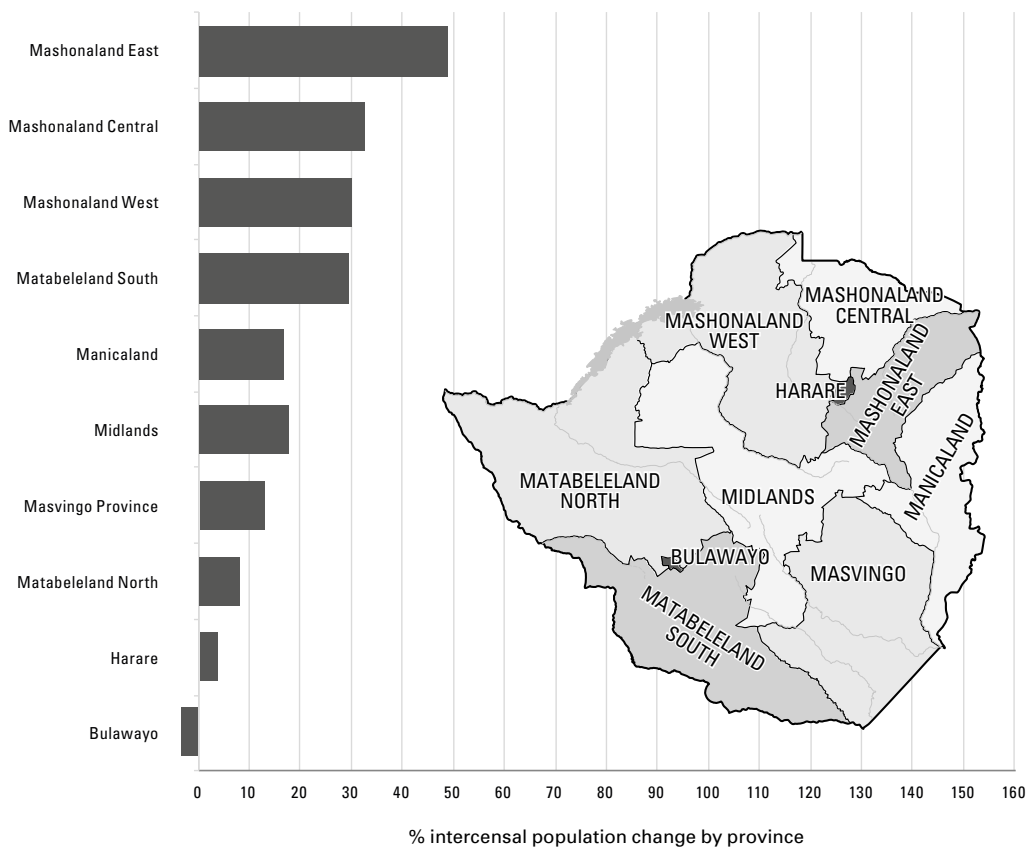 Mashonaland East
Mashonaland Central
Mashonaland West
Matabeleland South
Manicaland
Midlands
Masvingo Province
Matabeleland North
Harare
Bulawayo
MASHONALAND
CENTRAL
MASHONALAND
WEST
HARARE
MASHONALAND
EAST
MANICALAND
MATABELELAND
NORTH
MIDLANDS
BULAWAYO
MASVINGO
MATABELELAND
SOUTH
0 10 20 30 40 50 60 70 80 90 100 110 120 130 140 150 160
% intercensal population change by province